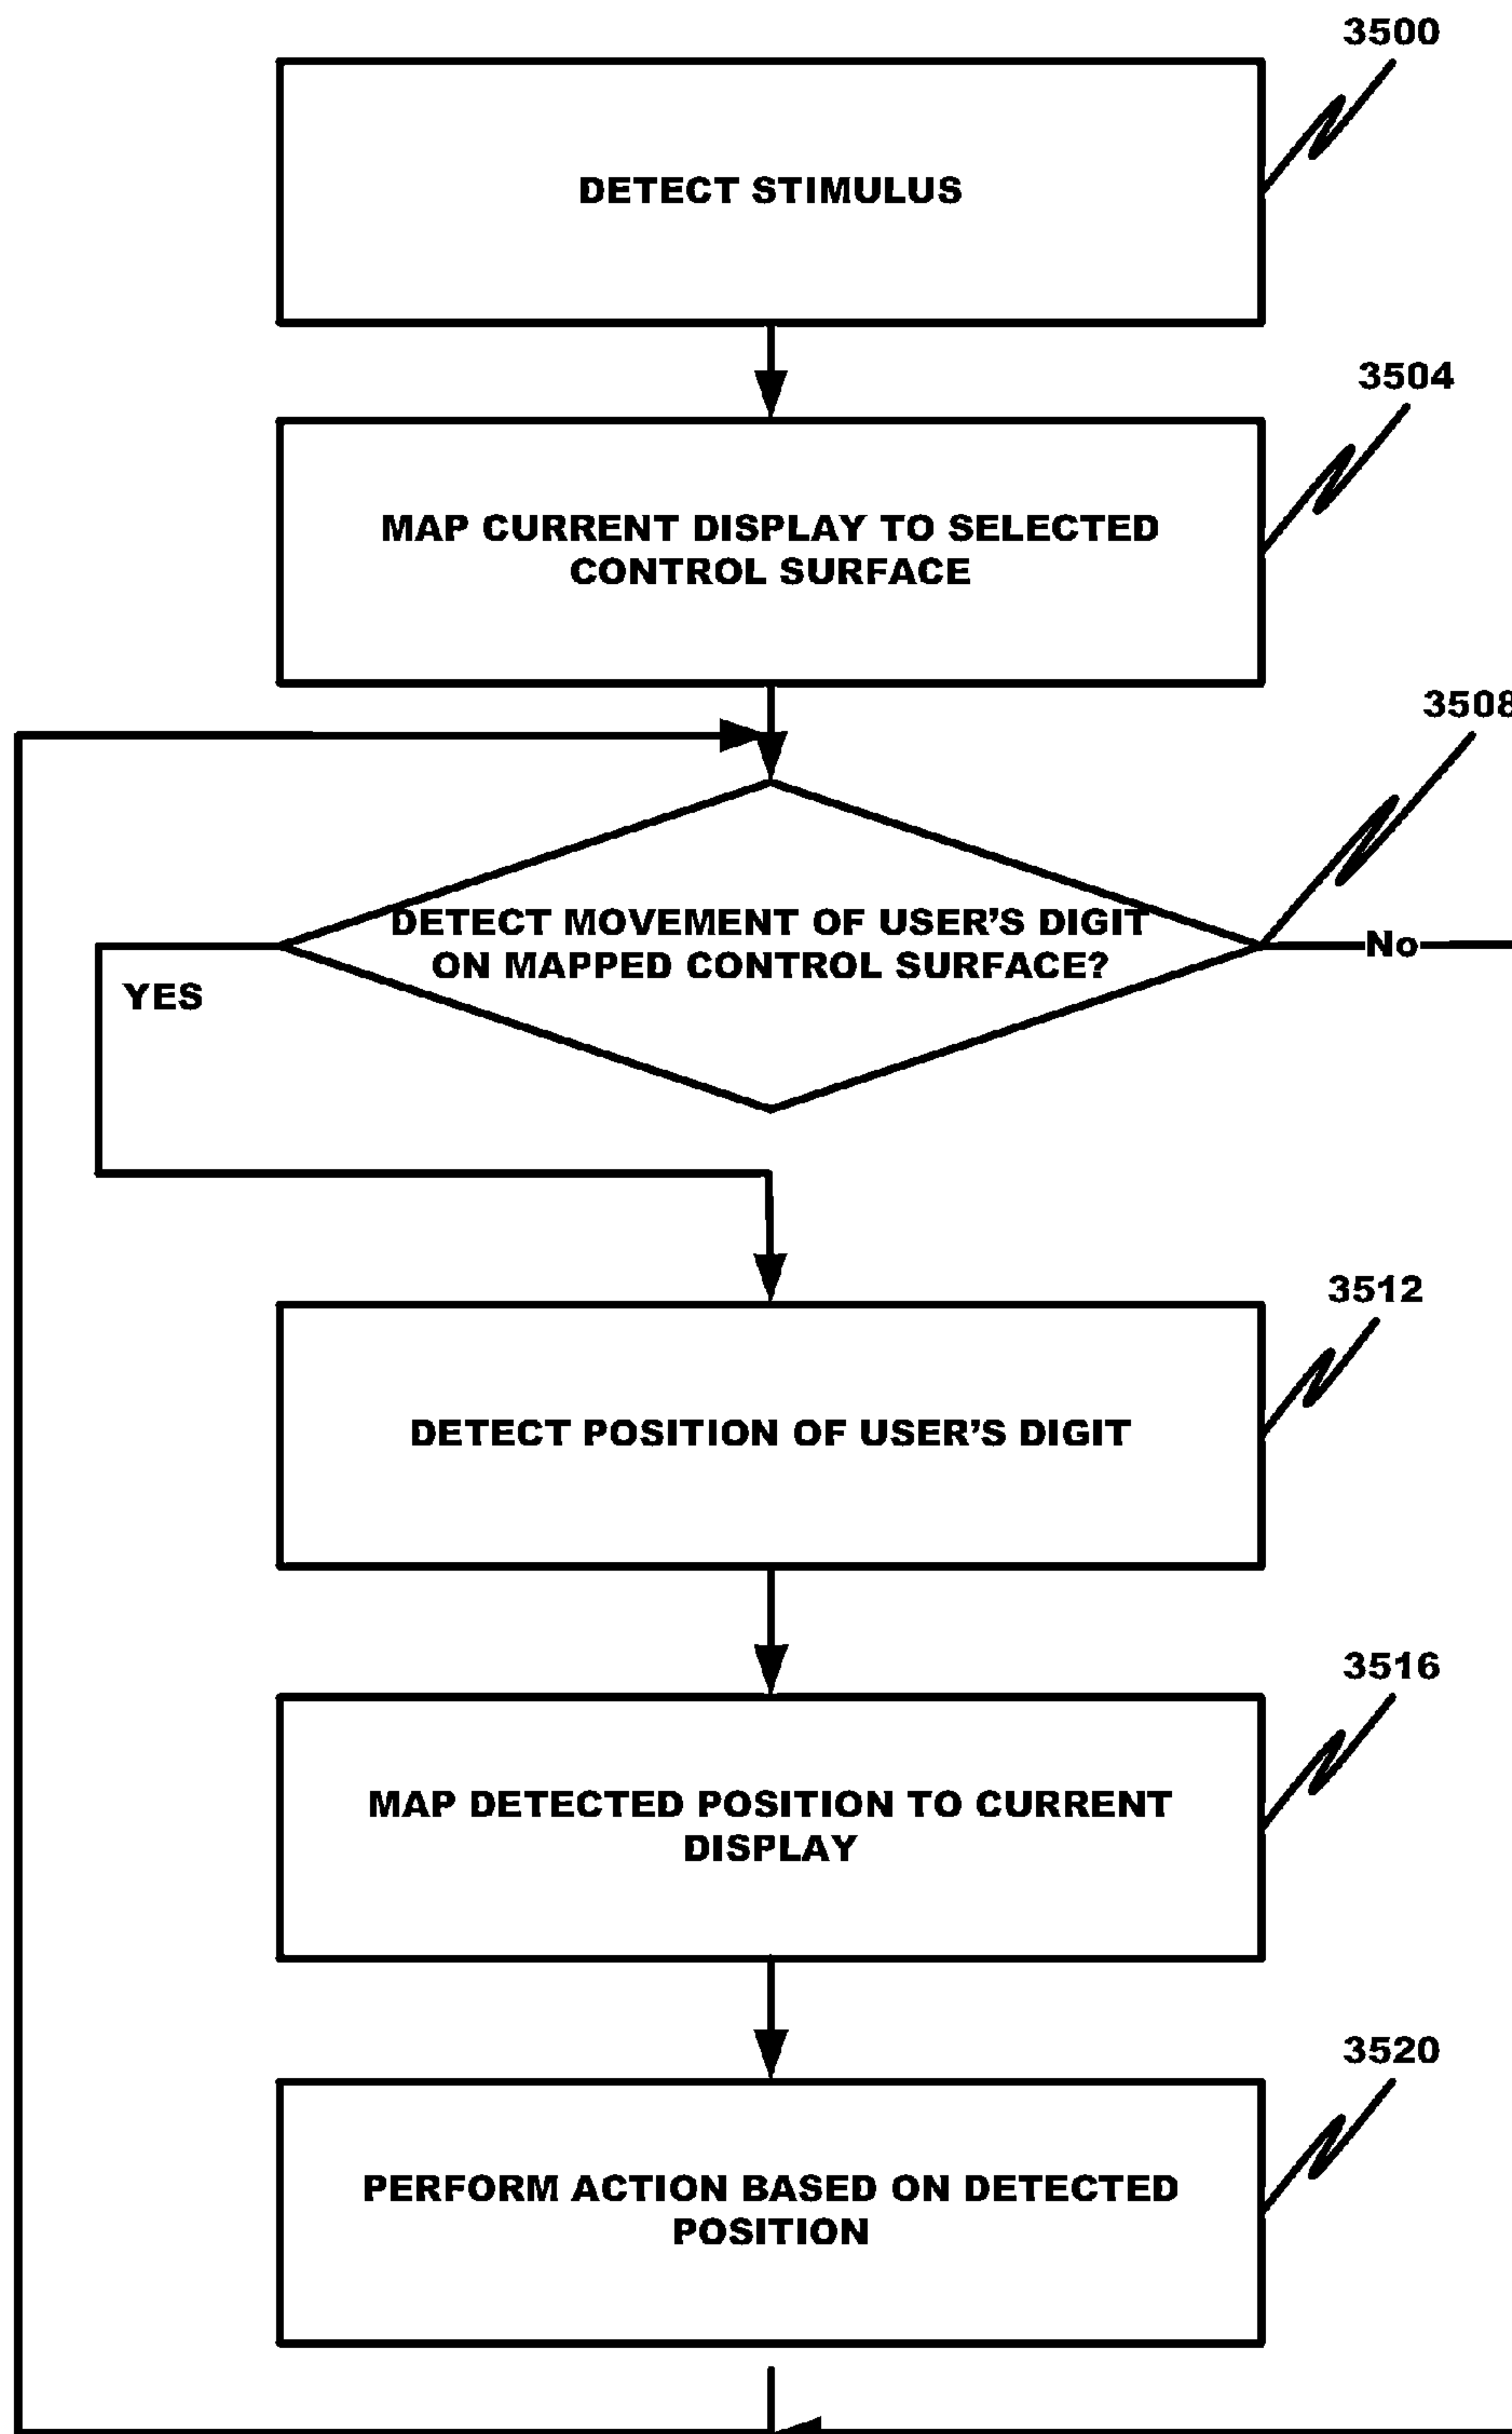 3500
DETECT STIMULUS
3504
MAP CURRENT DISPLAY TO SELECTED
CONTROL SURFACE
3508
DETECT MOVEMENT OF USER'S DIGIT
ON MAPPED CONTROL SURFACE?
No
YES
3512
DETECT POSITION OF USER'S DIGIT
3516
MAP DETECTED POSITION TO CURRENT
DISPLAY
3520
PERFORM ACTION BASED ON DETECTED
POSITION